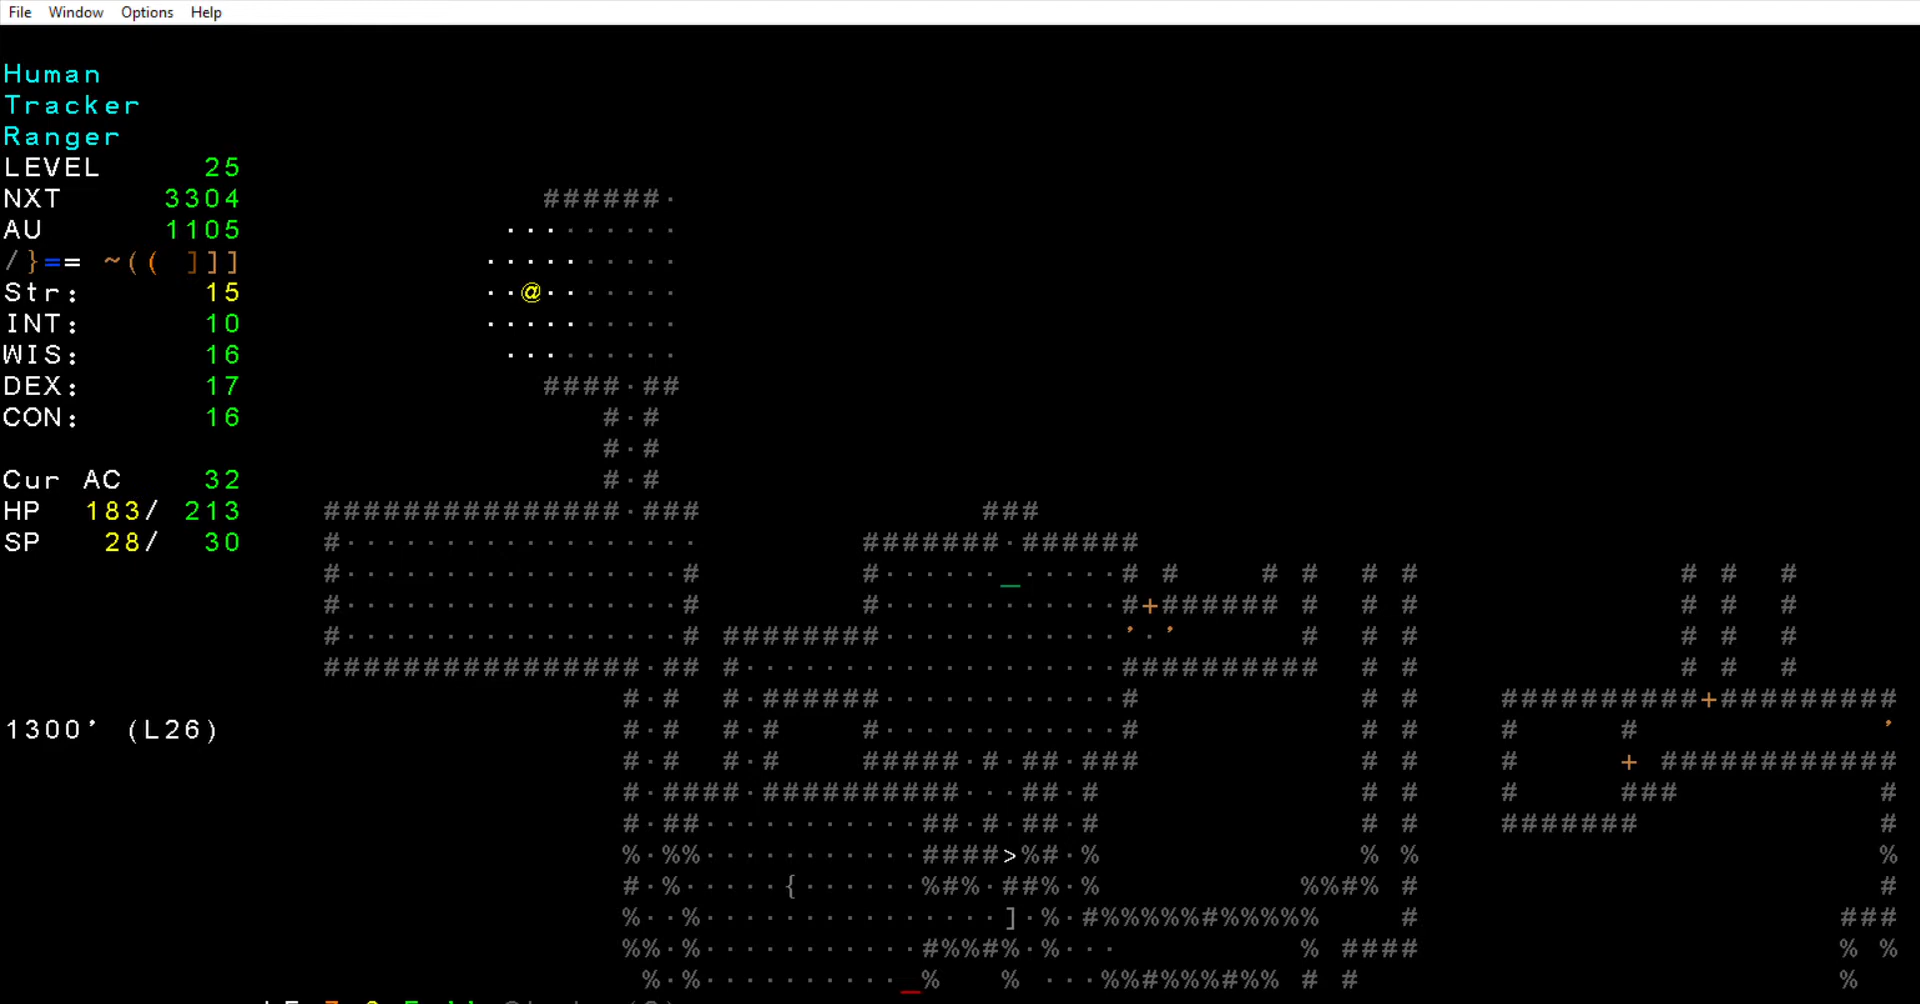 File Window Options Help
Human
Tracker
Ranger
LEVEL 25
NXT 3304
AU 1105
/}== ~(( ]]]
Str: 15
INT: 10
WIS: 16
DEX: 17
CON: 16
Cur AC 32
HP 183/ 213
SP 28/ 30
1300' (L26)